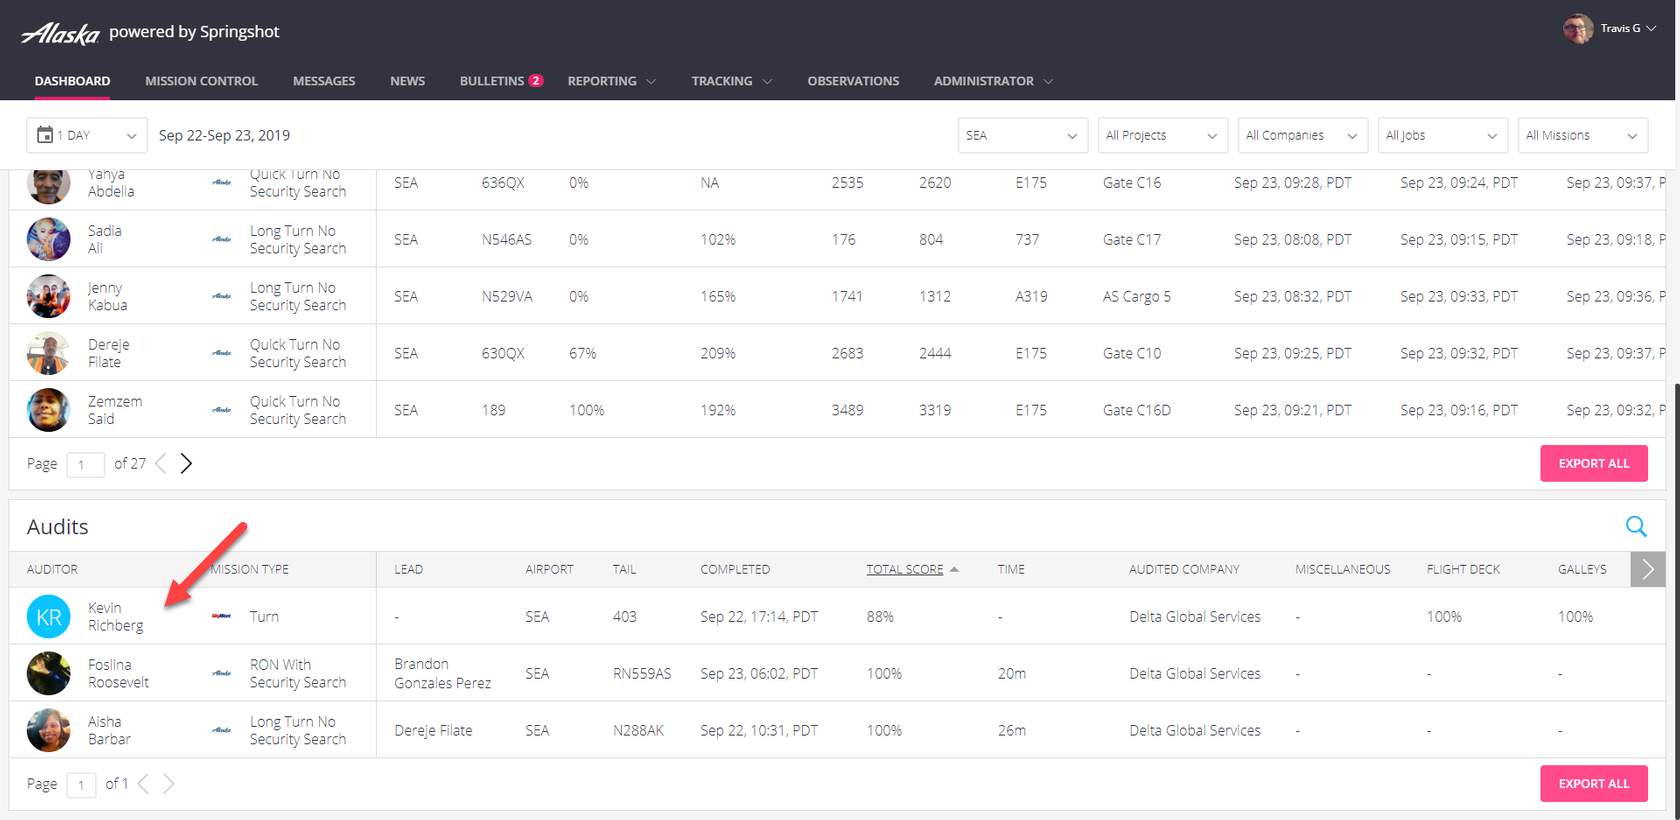 Alaska powered by Springshot
Travis G
DASHBOARD MISSION CONTROL MESSAGES NEWS BULLETINS 2 REPORTING TRACKING OBSERVATIONS ADMINISTRATOR
1 DAY Sep 22-Sep 23, 2019 SEA All Projects All Companies All Jobs All Missions
Yahya Quick Turn No
Abdella Security Search SEA 636QX 0% NA 2535 2620 E175 Gate C16 Sep 23, 09:28, PDT Sep 23, 09:24, PDT Sep 23, 09:37, P
Sadia Alaska Long Turn No
Ali Security Search SEA N546AS 0% 102% 176 804 737 Gate C17 Sep 23, 08:08, PDT Sep 23, 09:15, PDT Sep 23, 09:18, P
Jenny Alaska Long Turn No
Kabua Security Search SEA N529VA 0% 165% 1741 1312 A319 AS Cargo 5 Sep 23, 08:32, PDT Sep 23, 09:33, PDT Sep 23, 09:36, P
Dereje Alaska Quick Turn No
Filate Security Search SEA 630QX 67% 209% 2683 2444 E175 Gate C10 Sep 23, 09:25, PDT Sep 23, 09:32, PDT Sep 23, 09:37, P
Zemzem Alaska Quick Turn No
Said Security Search SEA 189 100% 192% 3489 3319 E175 Gate C16D Sep 23, 09:21, PDT Sep 23, 09:16, PDT Sep 23, 09:32, P
Page 1 of 27 EXPORT ALL
Audits
AUDITOR MISSION TYPE LEAD AIRPORT TAIL COMPLETED TOTAL SCORE TIME AUDITED COMPANY MISCELLANEOUS FLIGHT DECK GALLEYS
KR Kevin
Richberg SkyWest Turn - SEA 403 Sep 22, 17:14, PDT 88% - Delta Global Services - 100% 100%
Foslina Alaska RON With Brandon
Roosevelt Security Search Gonzales Perez SEA RN559AS Sep 23, 06:02, PDT 100% 20m Delta Global Services - - -
Aisha Alaska Long Turn No
Barbar Security Search Dereje Filate SEA N288AK Sep 22, 10:31, PDT 100% 26m Delta Global Services - - -
Page 1 of 1 EXPORT ALL